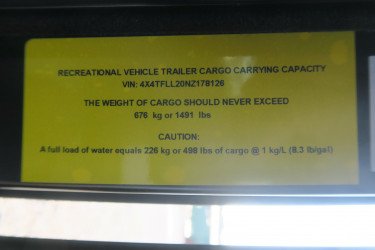 RECREATIONAL VEHICLE TRAILER CARGO CARRYING CAPACITY
VIN: 4X4TFLL20NZ178126
THE WEIGHT OF CARGO SHOULD NEVER EXCEED
676 kg or 1491 lbs
CAUTION:
A full load of water equals 226 kg or 498 lbs of cargo @ 1 kg/L (8.3 lb/gal)